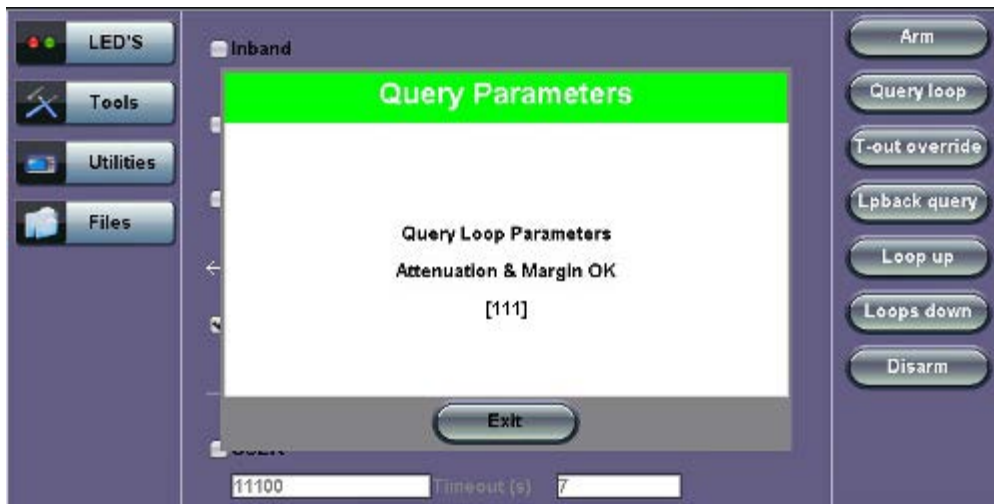 LED'S
Tools
Utilities
Files
Inband
Query Parameters
Query Loop Parameters
Attenuation & Margin OK
[111]
Exit
11100
Timeout (s)
7
Arm
Query loop
T-out override
Lpback query
Loop up
Loops down
Disarm